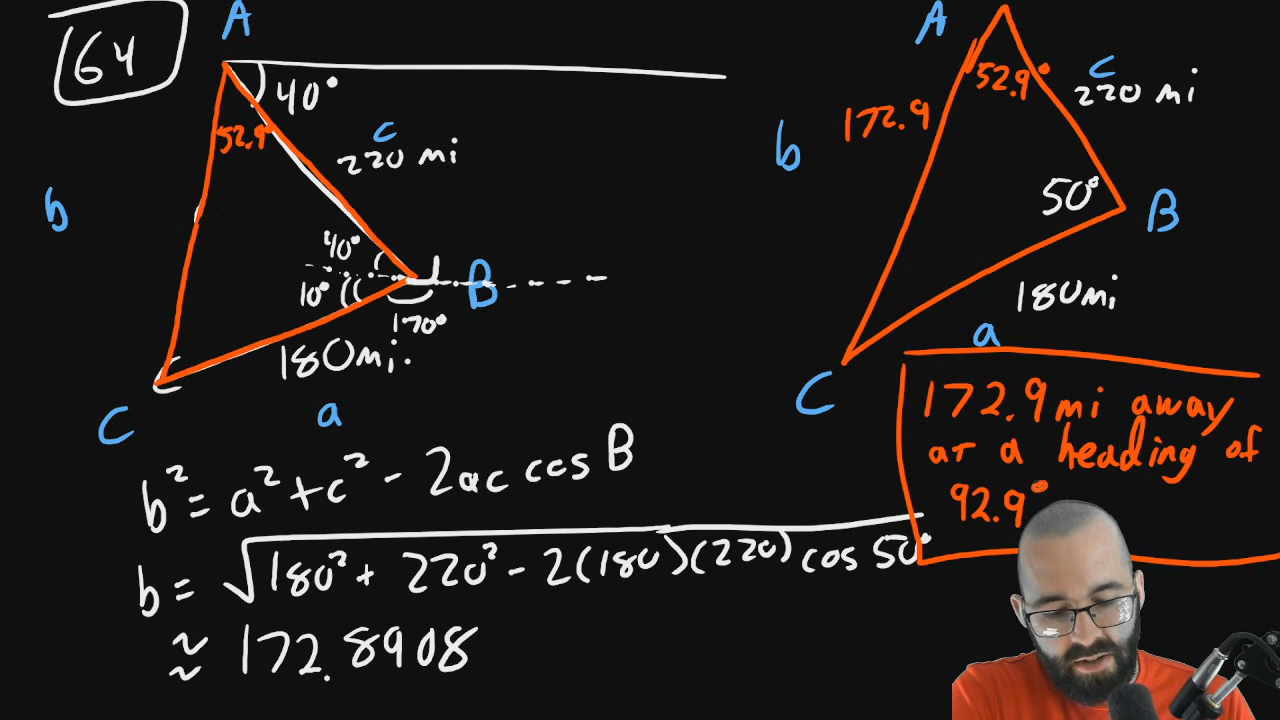 64
A
40°
52.9°
c
220 mi
b
40°
10°
B
170°
180mi.
C
a
b² = a² + c² - 2ac cos B
b = √180² + 220² - 2(180)(220) cos 50°
≈ 172.8908
A
52.9°
c
220 mi
172.9
b
50°
B
180mi
a
C
172.9mi away
at a heading of
92.9°